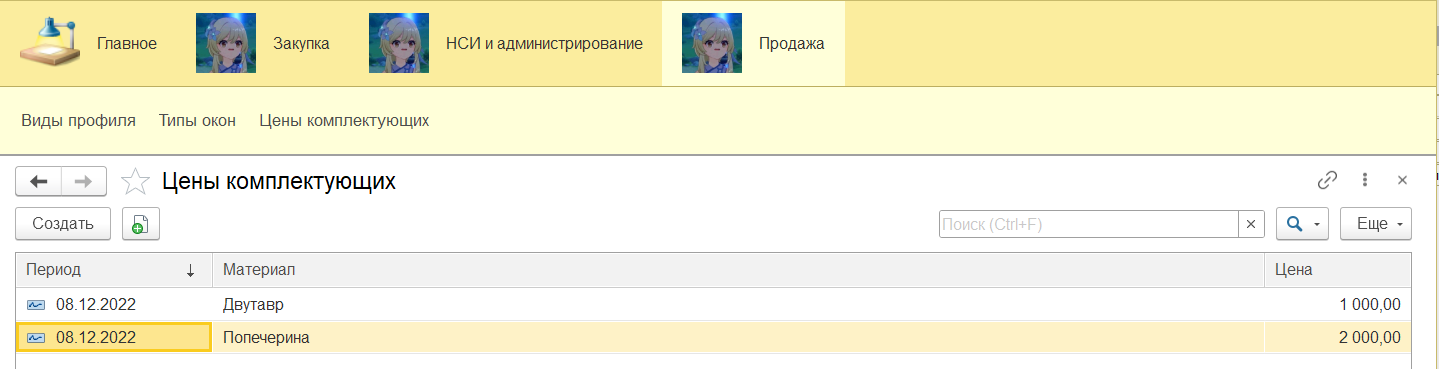 Главное Закупка НСИ и администрирование Продажа
Виды профиля Типы окон Цены комплектующих
Цены комплектующих
Создать Поиск (Ctrl+F) Еще
Период Материал Цена
08.12.2022 Двутавр 1 000,00
08.12.2022 Попечерина 2 000,00